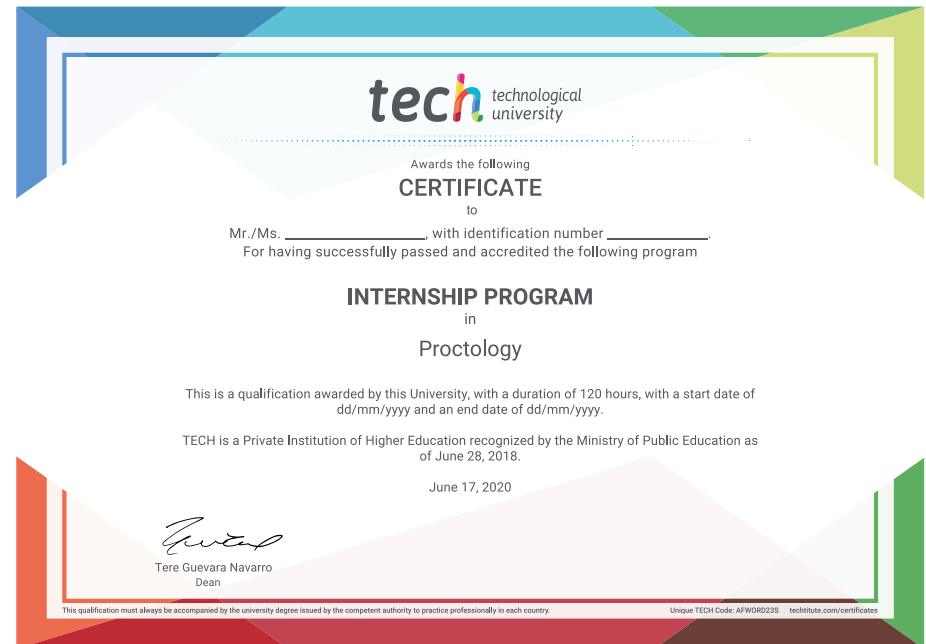 tech technological
university
Awards the following
CERTIFICATE
to
Mr./Ms. ____________________, with identification number ______________.
For having successfully passed and accredited the following program
INTERNSHIP PROGRAM
in
Proctology
This is a qualification awarded by this University, with a duration of 120 hours, with a start date of
dd/mm/yyyy and an end date of dd/mm/yyyy.
TECH is a Private Institution of Higher Education recognized by the Ministry of Public Education as
of June 28, 2018.
June 17, 2020
Tere Guevara Navarro
Dean
This qualification must always be accompanied by the university degree issued by the competent authority to practice professionally in each country. Unique TECH Code: AFWORD23S techtitute.com/certificates